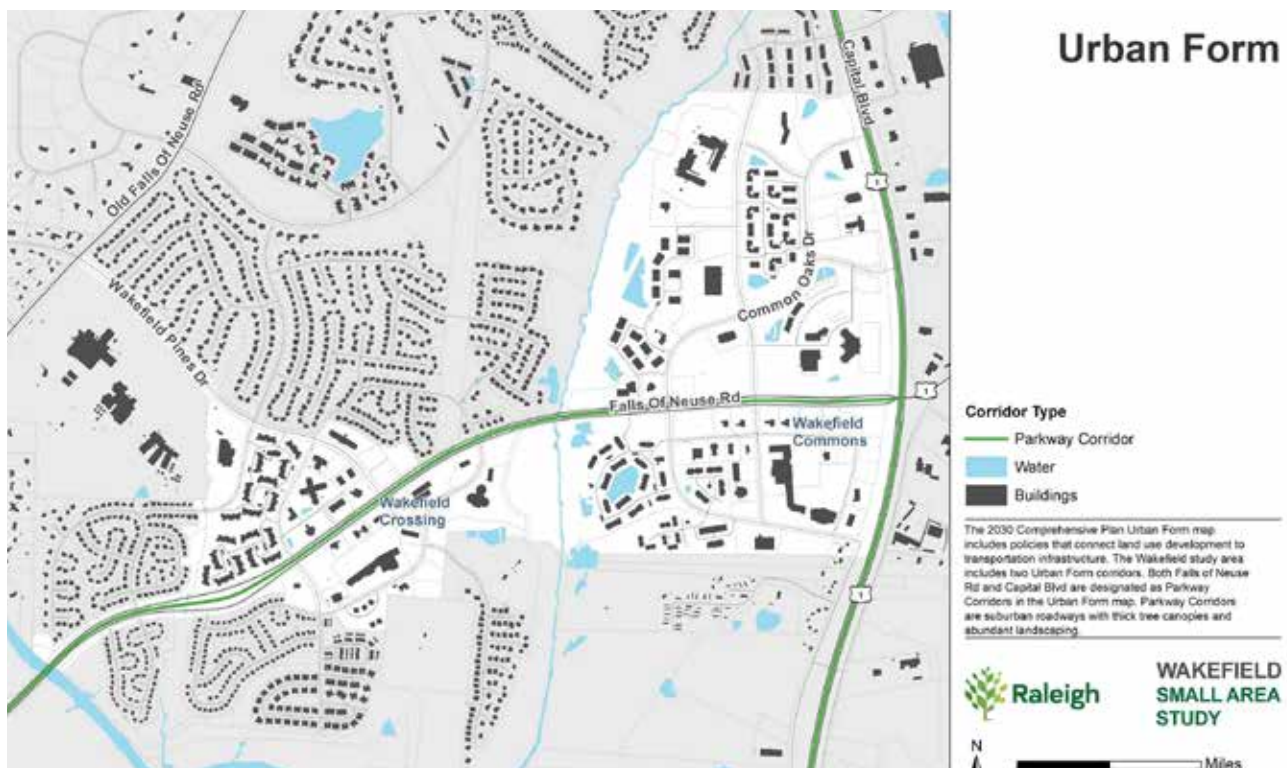 Urban Form
Capital Blvd
Old Falls Of Neuse Rd
1
Wakefield Pines Dr
Common Oaks Dr
Falls Of Neuse Rd
1
Wakefield
Commons
Wakefield
Crossing
1
Corridor Type
Parkway Corridor
Water
Buildings
The 2030 Comprehensive Plan Urban Form map
includes policies that connect land use development to
transportation infrastructure. The Wakefield study area
includes two Urban Form corridors. Both Falls of Neuse
Rd and Capital Blvd are designated as Parkway
Corridors in the Urban Form map. Parkway Corridors
are suburban roadways with thick tree canopies and
abundant landscaping.
Raleigh
WAKEFIELD
SMALL AREA
STUDY
N
Miles